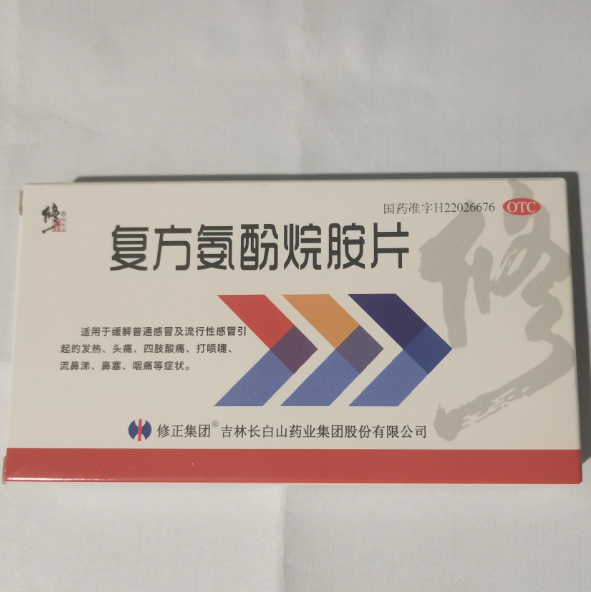 国药准字H22026676 OTC
修
复方氨酚烷胺片
修
适用于缓解普通感冒及流行性感冒引
起的发热、头痛、四肢酸痛、打喷嚏、
流鼻涕、鼻塞、咽痛等症状。
修正集团®吉林长白山药业集团股份有限公司